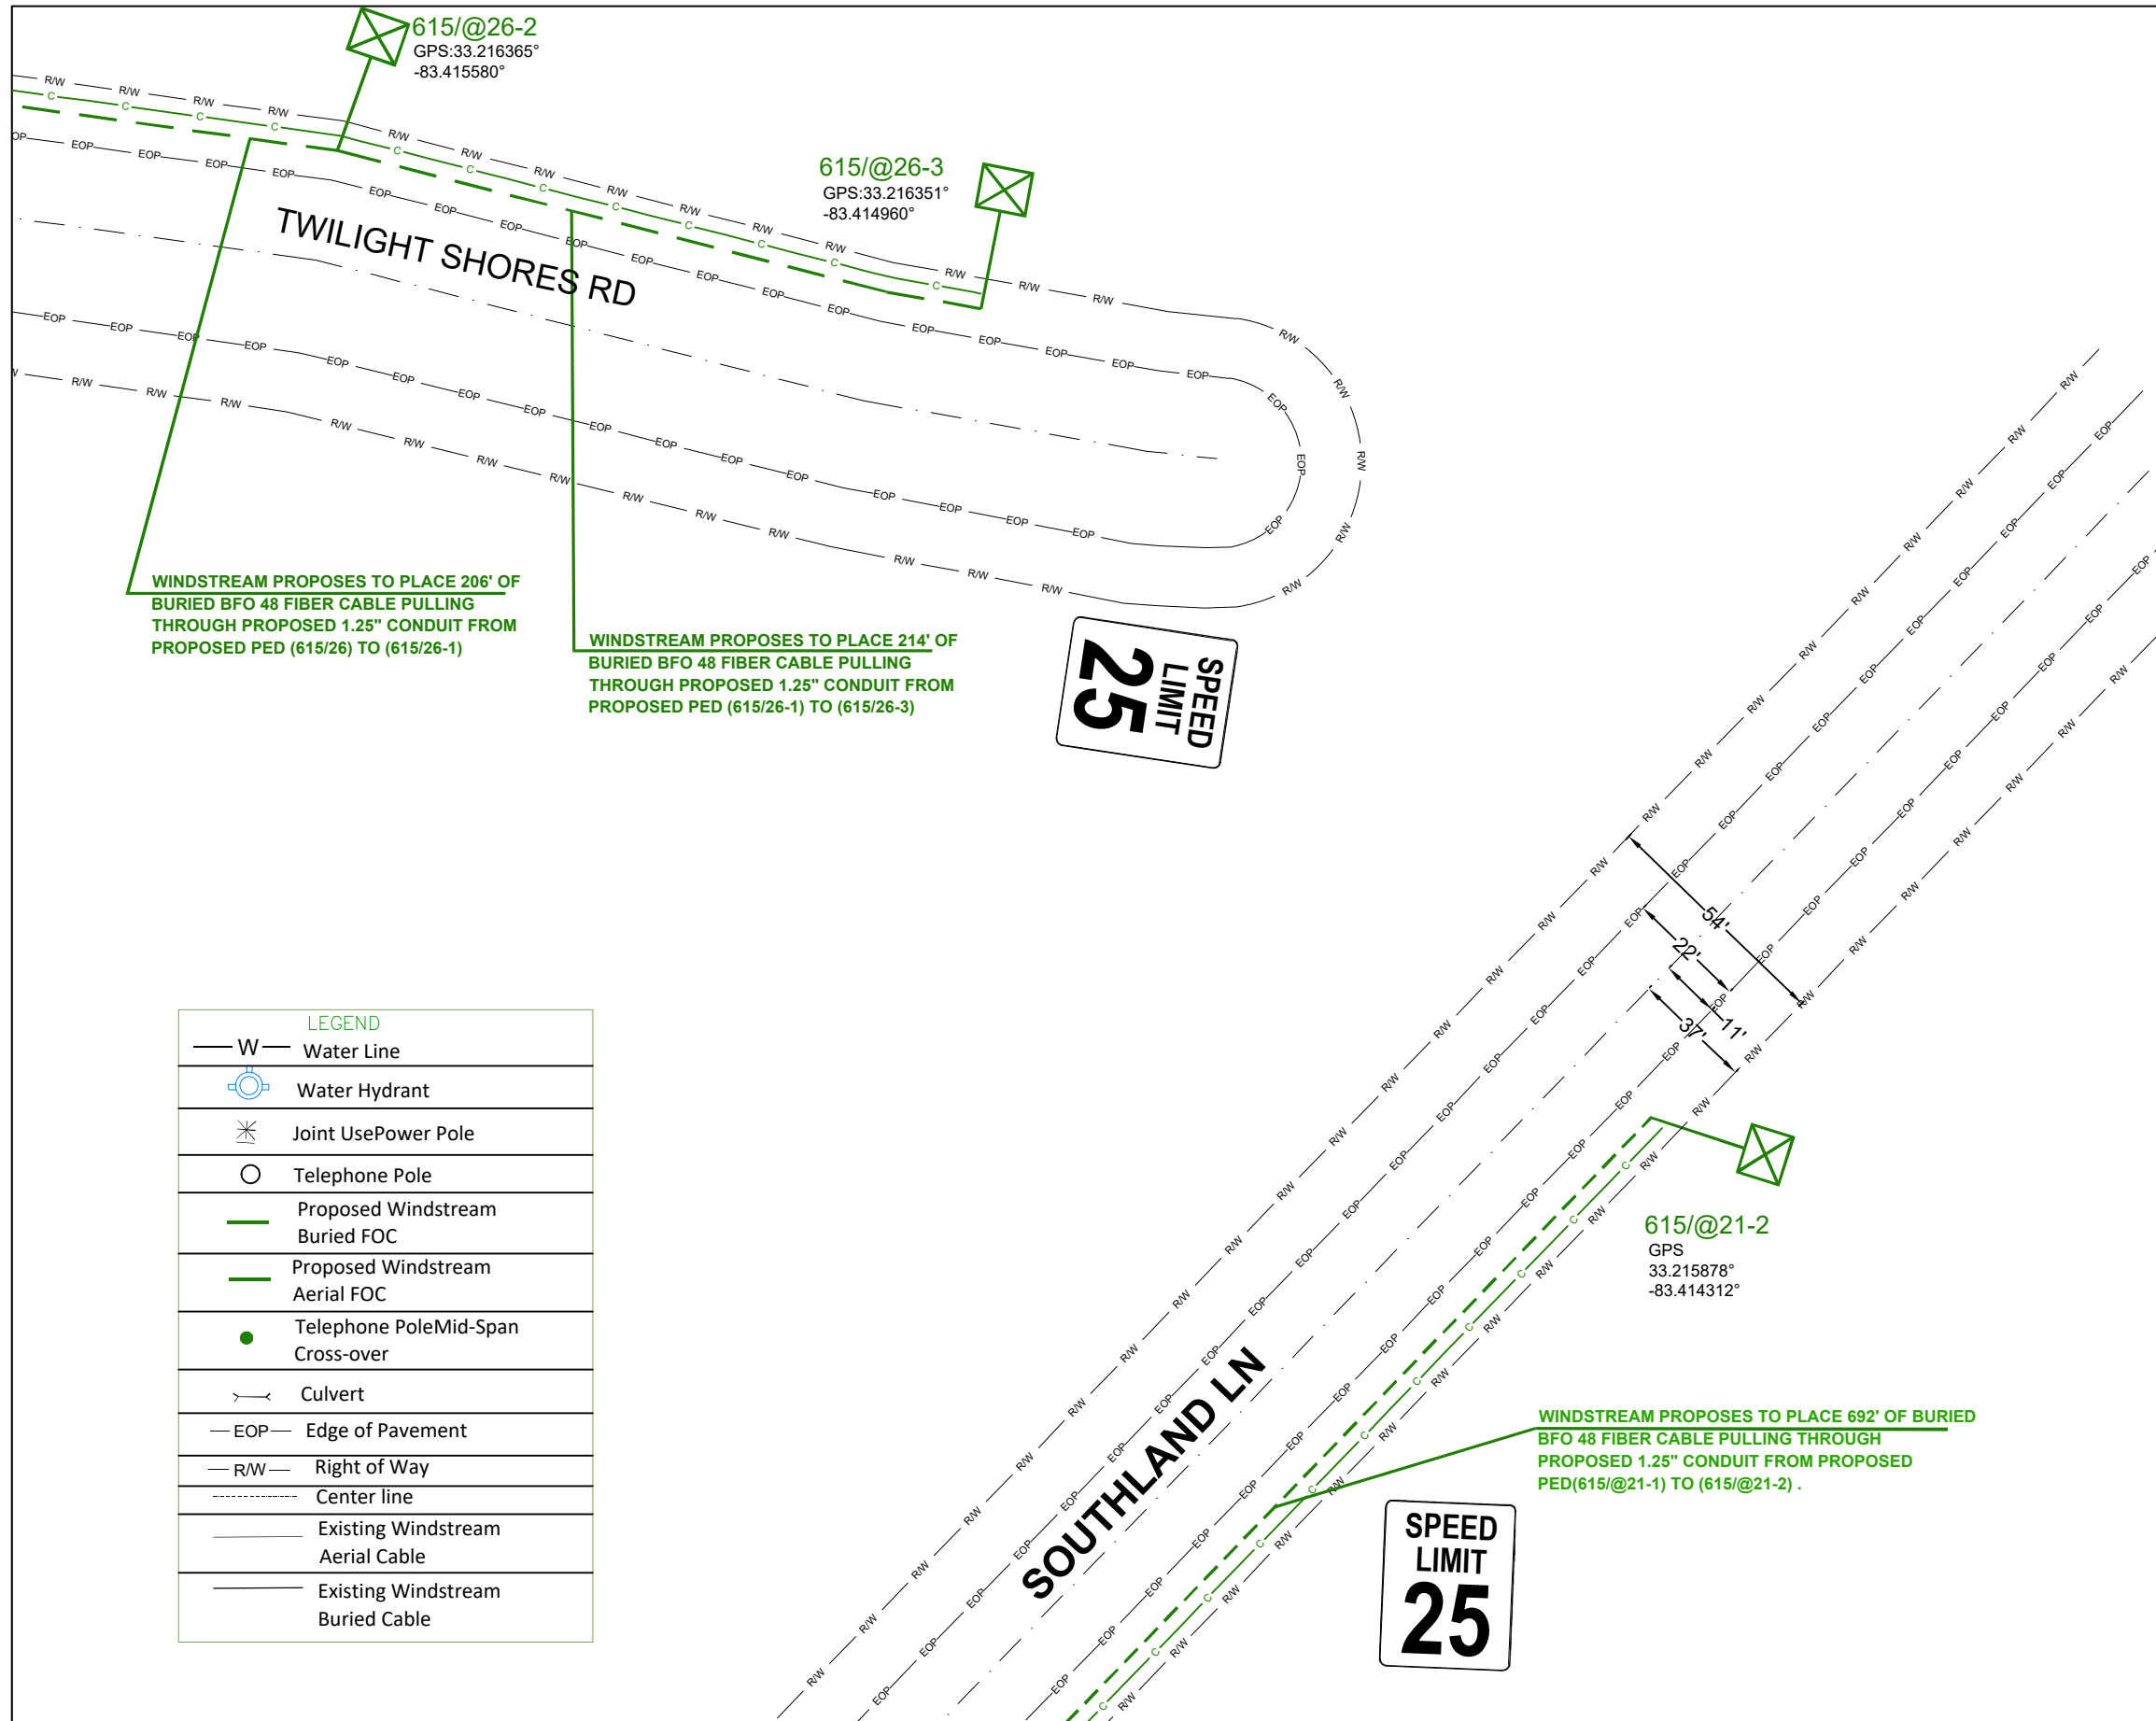 615/@26-2
GPS:33.216365°
-83.415580°
615/@26-3
GPS:33.216351°
-83.414960°
TWILIGHT SHORES RD
WINDSTREAM PROPOSES TO PLACE 206' OF
BURIED BFO 48 FIBER CABLE PULLING
THROUGH PROPOSED 1.25" CONDUIT FROM
PROPOSED PED (615/26) TO (615/26-1)
WINDSTREAM PROPOSES TO PLACE 214' OF
BURIED BFO 48 FIBER CABLE PULLING
THROUGH PROPOSED 1.25" CONDUIT FROM
PROPOSED PED (615/26-1) TO (615/26-3)
SPEED
LIMIT
25
54'
22'
11'
37'
615/@21-2
GPS
33.215878°
-83.414312°
SOUTHLAND LN
WINDSTREAM PROPOSES TO PLACE 692' OF BURIED
BFO 48 FIBER CABLE PULLING THROUGH
PROPOSED 1.25" CONDUIT FROM PROPOSED
PED(615/@21-1) TO (615/@21-2) .
SPEED
LIMIT
25
LEGEND
W Water Line
Water Hydrant
Joint UsePower Pole
Telephone Pole
Proposed Windstream
Buried FOC
Proposed Windstream
Aerial FOC
Telephone PoleMid-Span
Cross-over
Culvert
EOP Edge of Pavement
R/W Right of Way
Center line
Existing Windstream
Aerial Cable
Existing Windstream
Buried Cable